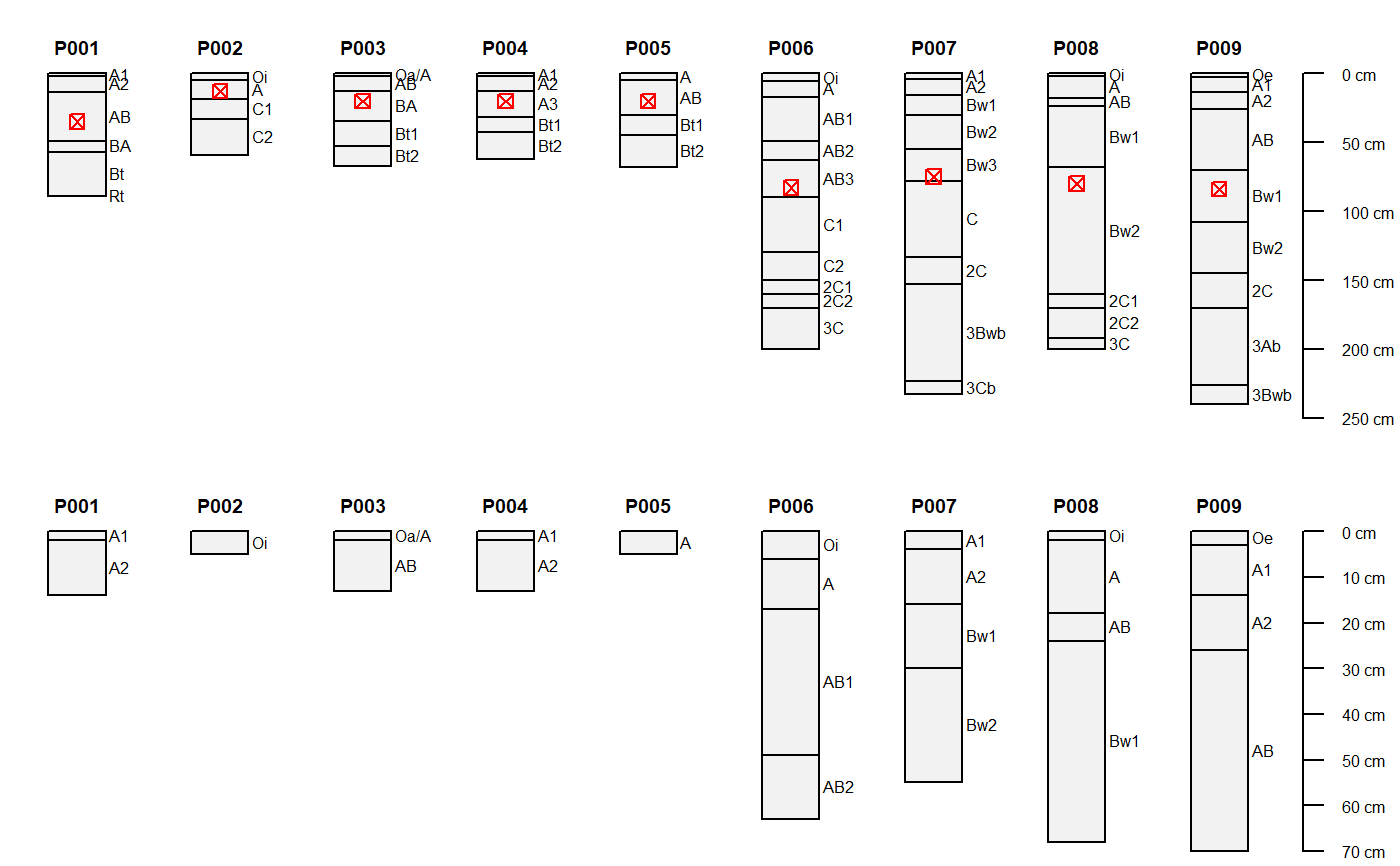 P001 P002 P003 P004 P005 P006 P007 P008 P009
A1
A2
AB
BA
Bt
Rt
Oi
A
C1
C2
Oa/A
AB
BA
Bt1
Bt2
A1
A2
A3
Bt1
Bt2
A
AB
Bt1
Bt2
Oi
A
AB1
AB2
AB3
C1
C2
2C1
2C2
3C
A1
A2
Bw1
Bw2
Bw3
C
2C
3Bwb
3Cb
Oi
A
AB
Bw1
Bw2
2C1
2C2
3C
Oe
A1
A2
AB
Bw1
Bw2
2C
3Ab
3Bwb
0 cm
50 cm
100 cm
150 cm
200 cm
250 cm
P001 P002 P003 P004 P005 P006 P007 P008 P009
A1
A2
Oi
Oa/A
AB
A1
A2
A
Oi
A
AB1
AB2
A1
A2
Bw1
Bw2
Oi
A
AB
Bw1
Oe
A1
A2
AB
0 cm
10 cm
20 cm
30 cm
40 cm
50 cm
60 cm
70 cm